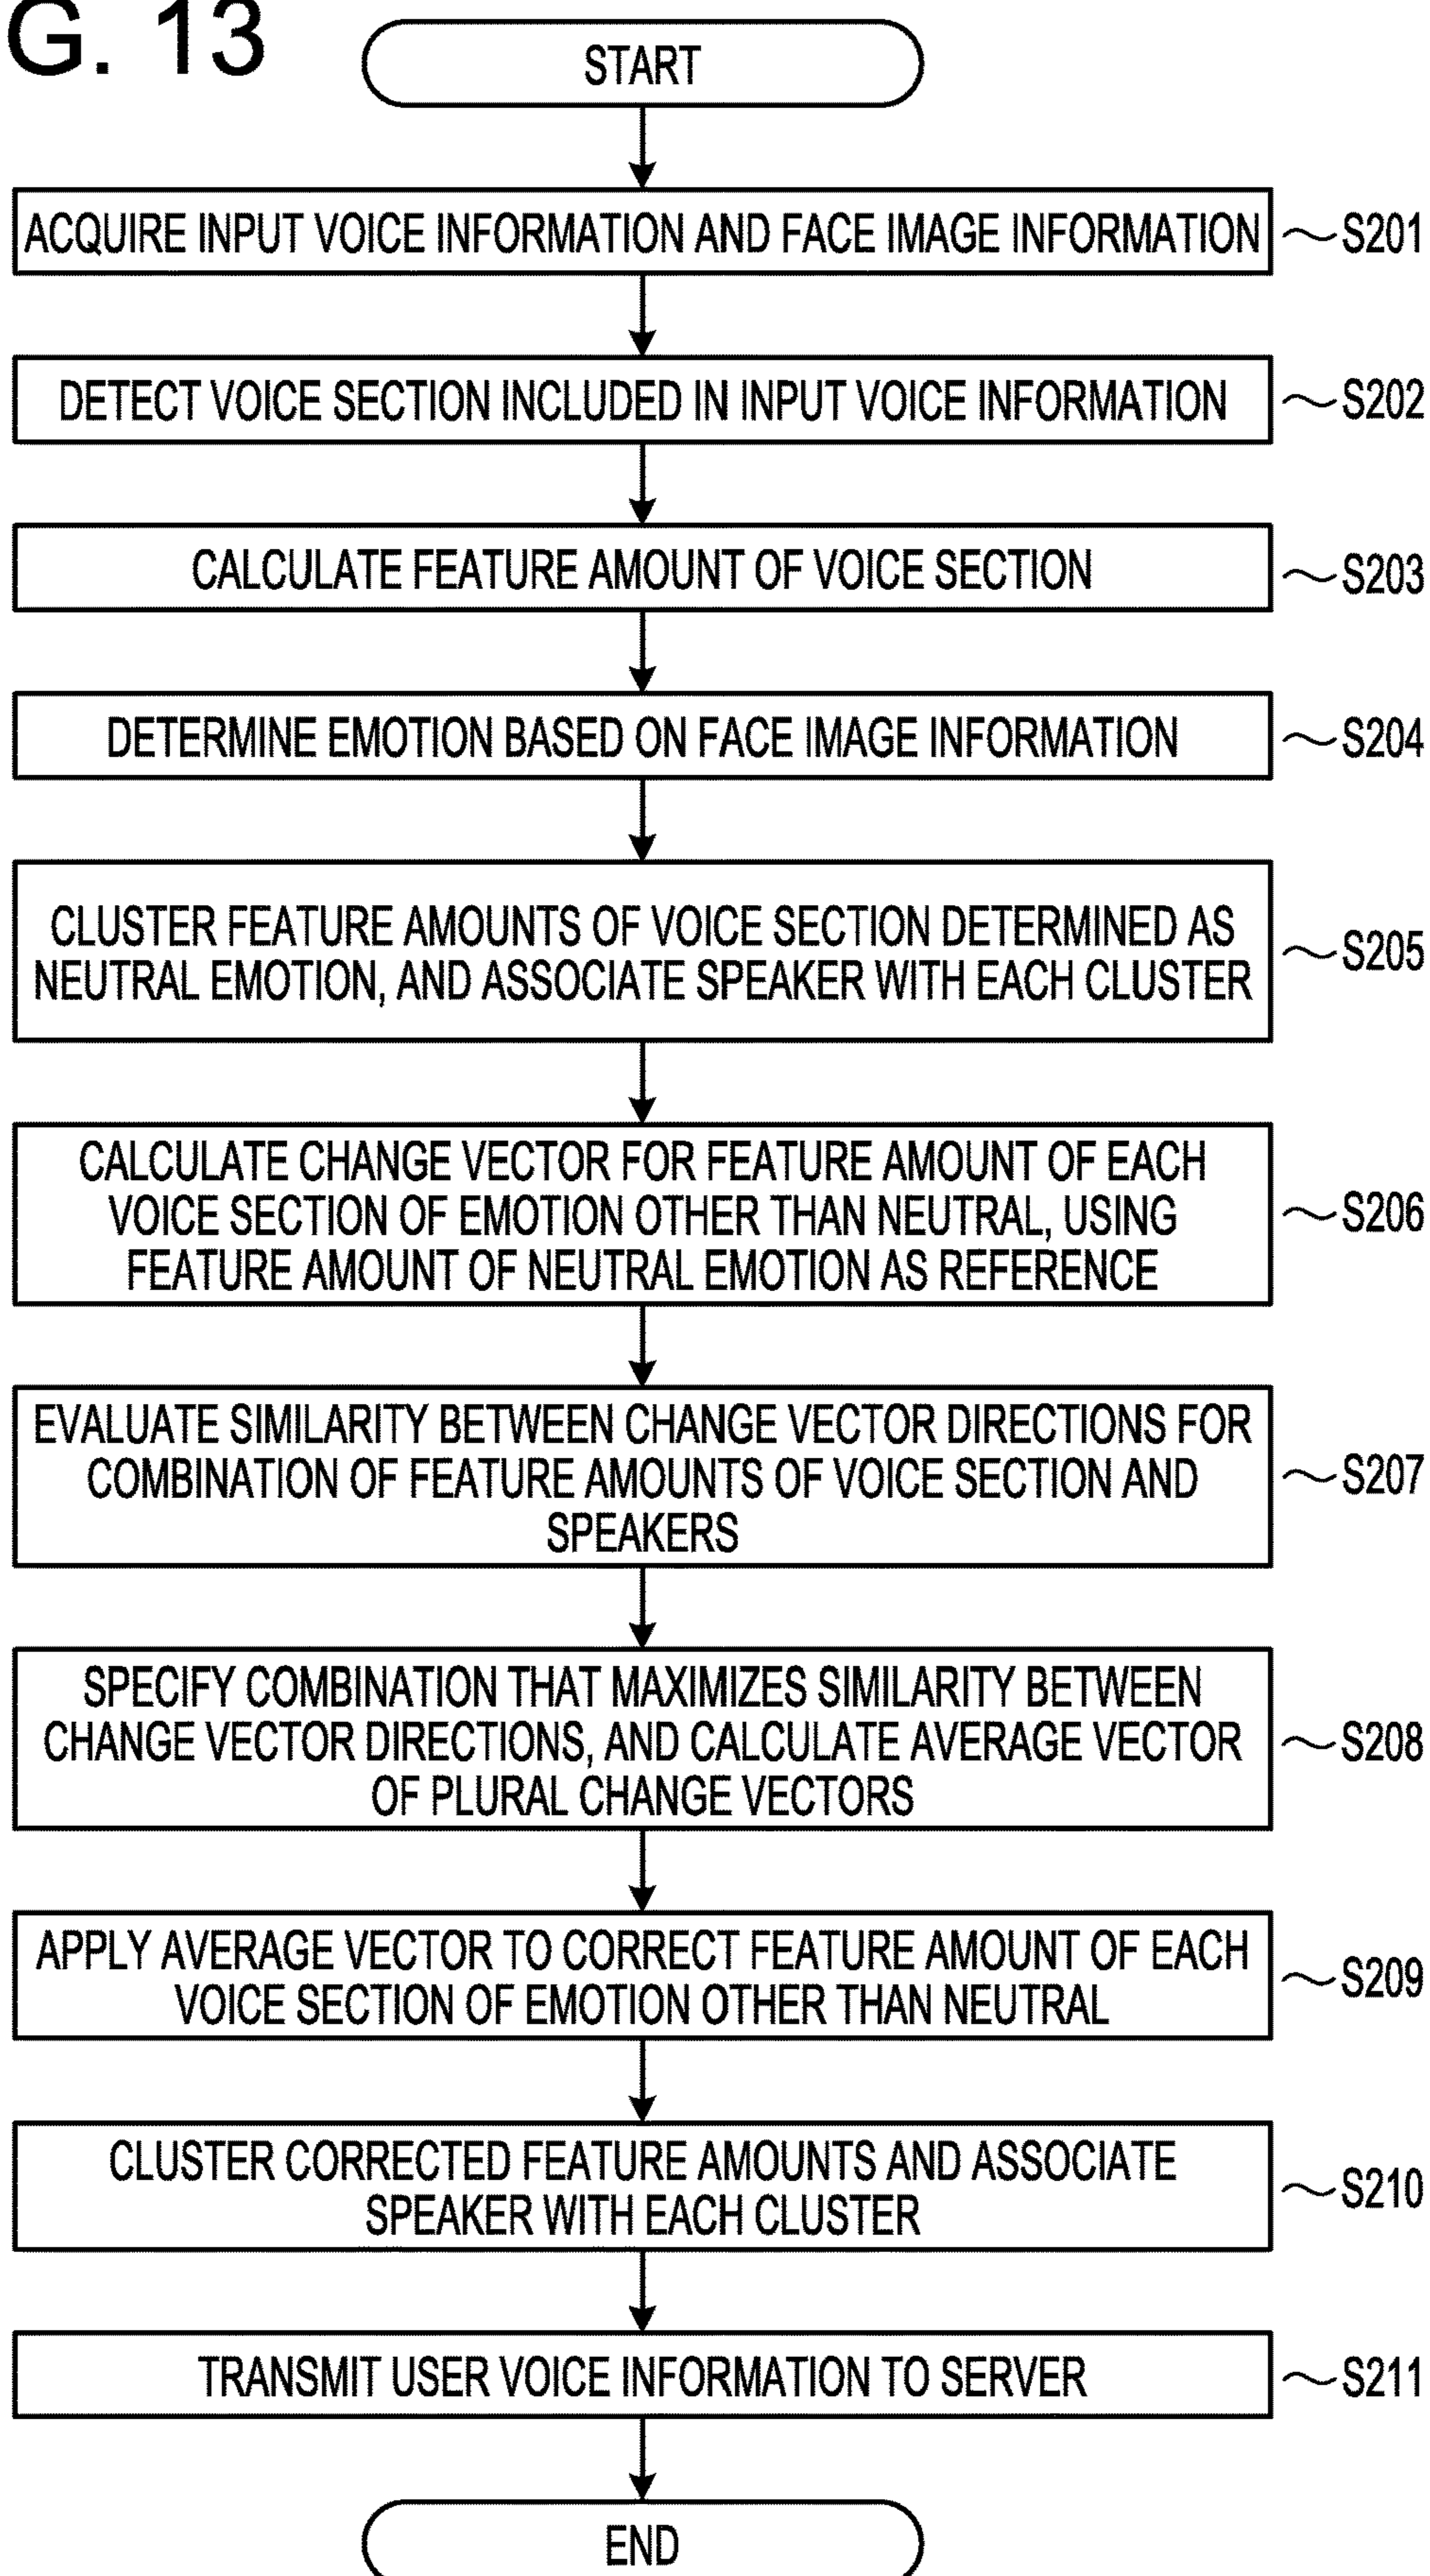 G. 13
START
ACQUIRE INPUT VOICE INFORMATION AND FACE IMAGE INFORMATION
S201
DETECT VOICE SECTION INCLUDED IN INPUT VOICE INFORMATION
S202
CALCULATE FEATURE AMOUNT OF VOICE SECTION
S203
DETERMINE EMOTION BASED ON FACE IMAGE INFORMATION
S204
CLUSTER FEATURE AMOUNTS OF VOICE SECTION DETERMINED AS
NEUTRAL EMOTION, AND ASSOCIATE SPEAKER WITH EACH CLUSTER
S205
CALCULATE CHANGE VECTOR FOR FEATURE AMOUNT OF EACH
VOICE SECTION OF EMOTION OTHER THAN NEUTRAL, USING
FEATURE AMOUNT OF NEUTRAL EMOTION AS REFERENCE
S206
EVALUATE SIMILARITY BETWEEN CHANGE VECTOR DIRECTIONS FOR
COMBINATION OF FEATURE AMOUNTS OF VOICE SECTION AND
SPEAKERS
S207
SPECIFY COMBINATION THAT MAXIMIZES SIMILARITY BETWEEN
CHANGE VECTOR DIRECTIONS, AND CALCULATE AVERAGE VECTOR
OF PLURAL CHANGE VECTORS
S208
APPLY AVERAGE VECTOR TO CORRECT FEATURE AMOUNT OF EACH
VOICE SECTION OF EMOTION OTHER THAN NEUTRAL
S209
CLUSTER CORRECTED FEATURE AMOUNTS AND ASSOCIATE
SPEAKER WITH EACH CLUSTER
S210
TRANSMIT USER VOICE INFORMATION TO SERVER
S211
END